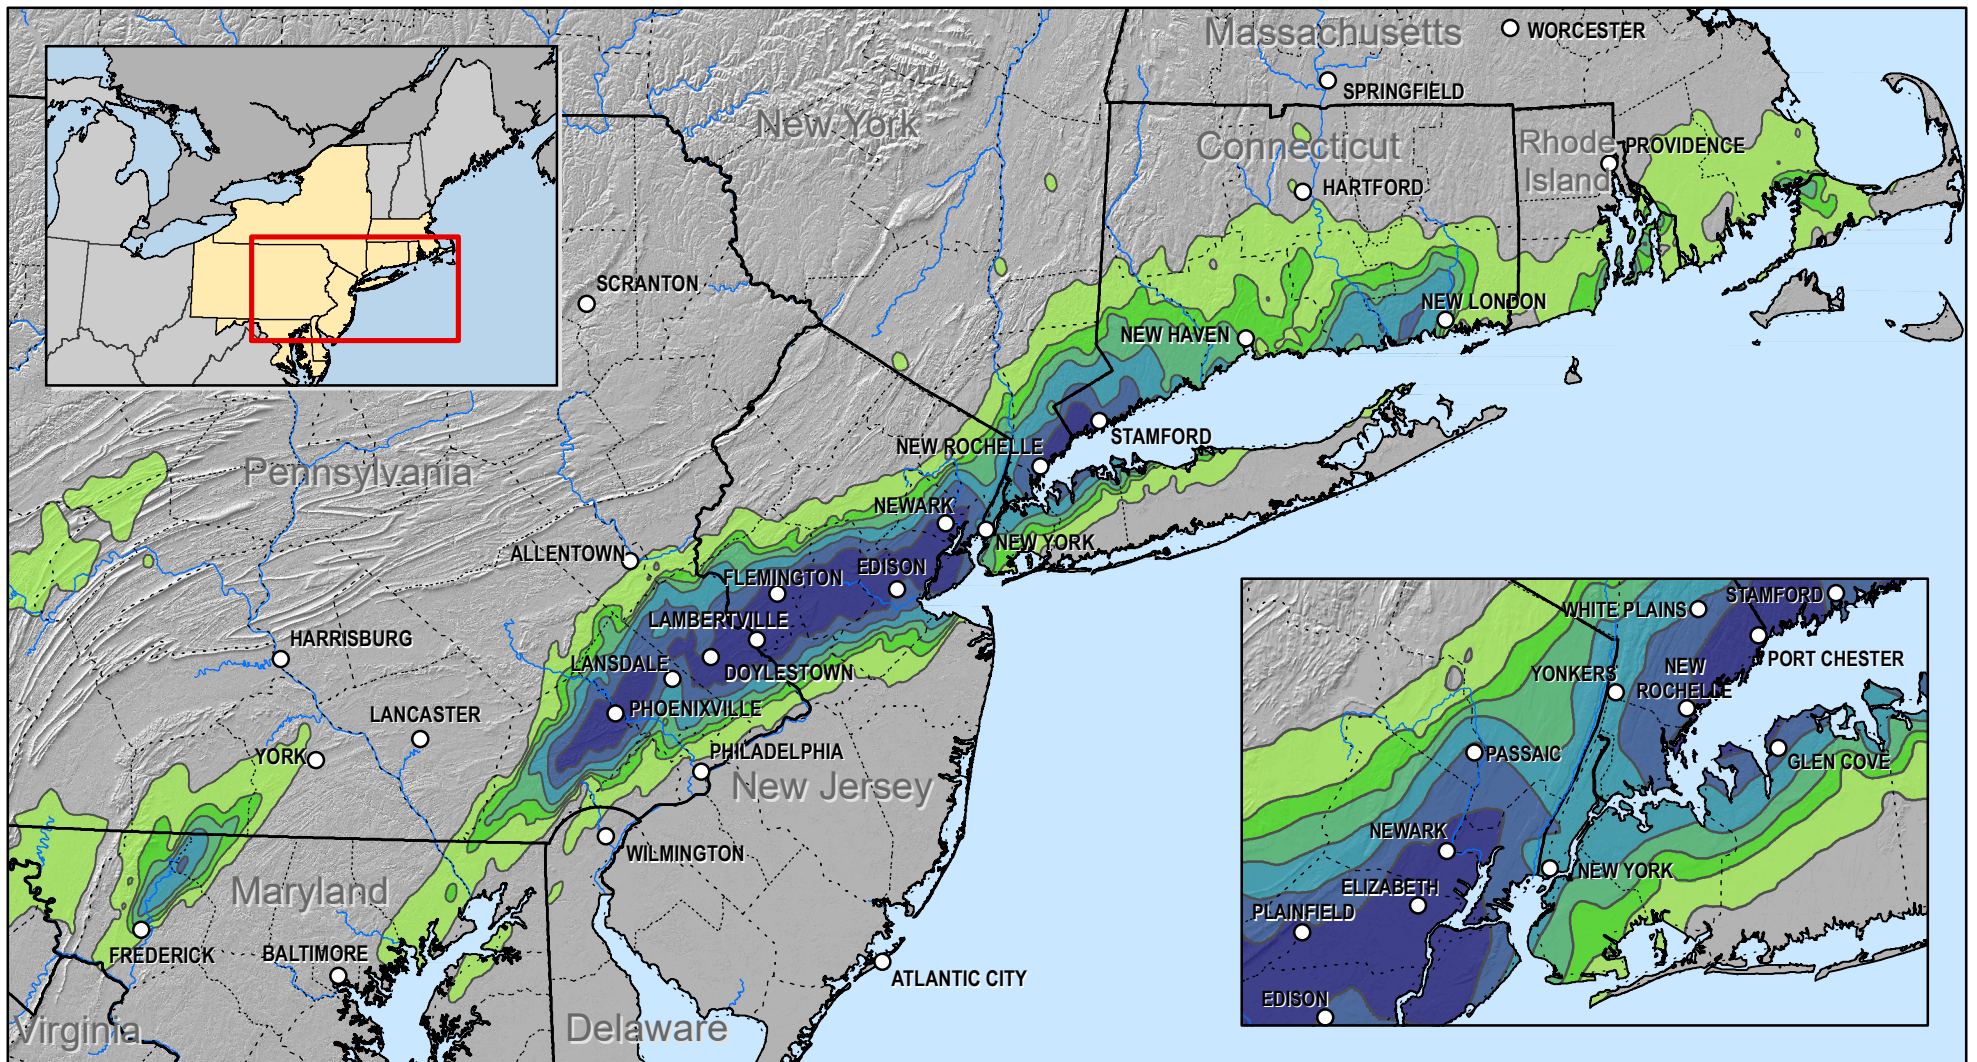 Massachusetts
WORCESTER
SPRINGFIELD
New York
Connecticut
Rhode
Island
PROVIDENCE
HARTFORD
SCRANTON
NEW LONDON
NEW HAVEN
STAMFORD
NEW ROCHELLE
Pennsylvania
NEWARK
NEW YORK
ALLENTOWN
EDISON
FLEMINGTON
LAMBERTVILLE
HARRISBURG
LANSDALE
DOYLESTOWN
PHOENIXVILLE
LANCASTER
YORK
PHILADELPHIA
New Jersey
WILMINGTON
Maryland
FREDERICK
BALTIMORE
ATLANTIC CITY
Virginia
Delaware
WHITE PLAINS
STAMFORD
PORT CHESTER
YONKERS
NEW
ROCHELLE
PASSAIC
GLEN COVE
NEWARK
NEW YORK
ELIZABETH
PLAINFIELD
EDISON